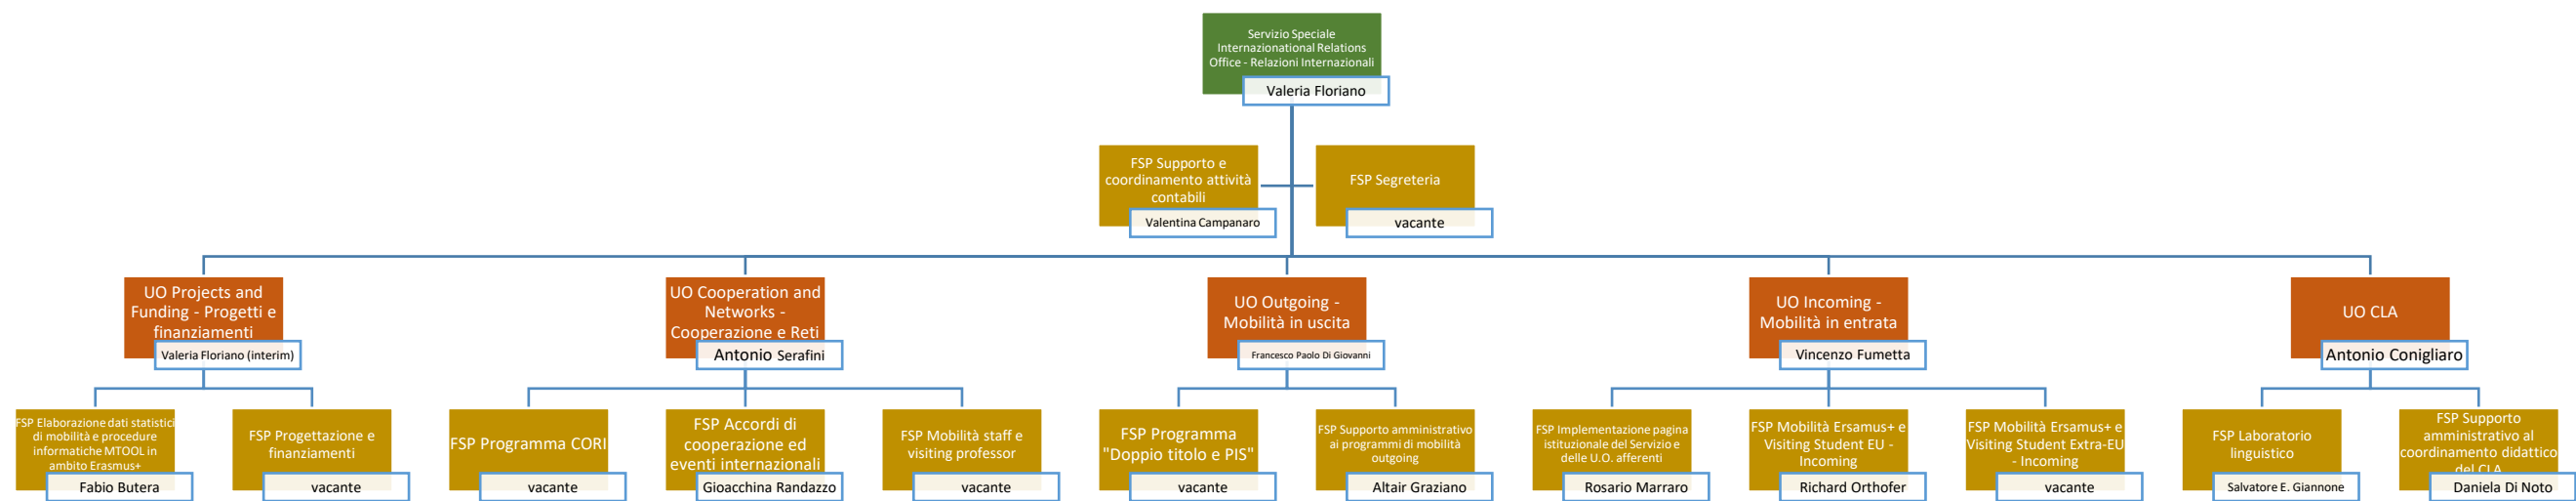 Servizio Speciale
Internazionational Relations
Office - Relazioni Internazionali
Valeria Floriano
FSP Supporto e
coordinamento attività
contabili
Valentina Campanaro
FSP Segreteria
vacante
UO Projects and
Funding - Progetti e
finanziamenti
Valeria Floriano (interim)
UO Cooperation and
Networks -
Cooperazione e Reti
Antonio Serafini
UO Outgoing -
Mobilità in uscita
Francesco Paolo Di Giovanni
UO Incoming -
Mobilità in entrata
Vincenzo Fumetta
UO CLA
Antonio Conigliaro
FSP Elaborazione dati statistici
di mobilità e procedure
informatiche MTOOL in
ambito Erasmus+
Fabio Butera
FSP Progettazione e
finanziamenti
vacante
FSP Programma CORI
vacante
FSP Accordi di
cooperazione ed
eventi internazionali
Gioacchina Randazzo
FSP Mobilità staff e
visiting professor
vacante
FSP Programma
"Doppio titolo e PIS"
vacante
FSP Supporto amministrativo
ai programmi di mobilità
outgoing
Altair Graziano
FSP Implementazione pagina
istituzionale del Servizio e
delle U.O. afferenti
Rosario Marraro
FSP Mobilità Ersamus+ e
Visiting Student EU -
Incoming
Richard Orthofer
FSP Mobilità Ersamus+ e
Visiting Student Extra-EU
- Incoming
vacante
FSP Laboratorio
linguistico
Salvatore E. Giannone
FSP Supporto
amministrativo al
coordinamento didattico
del CLA
Daniela Di Noto